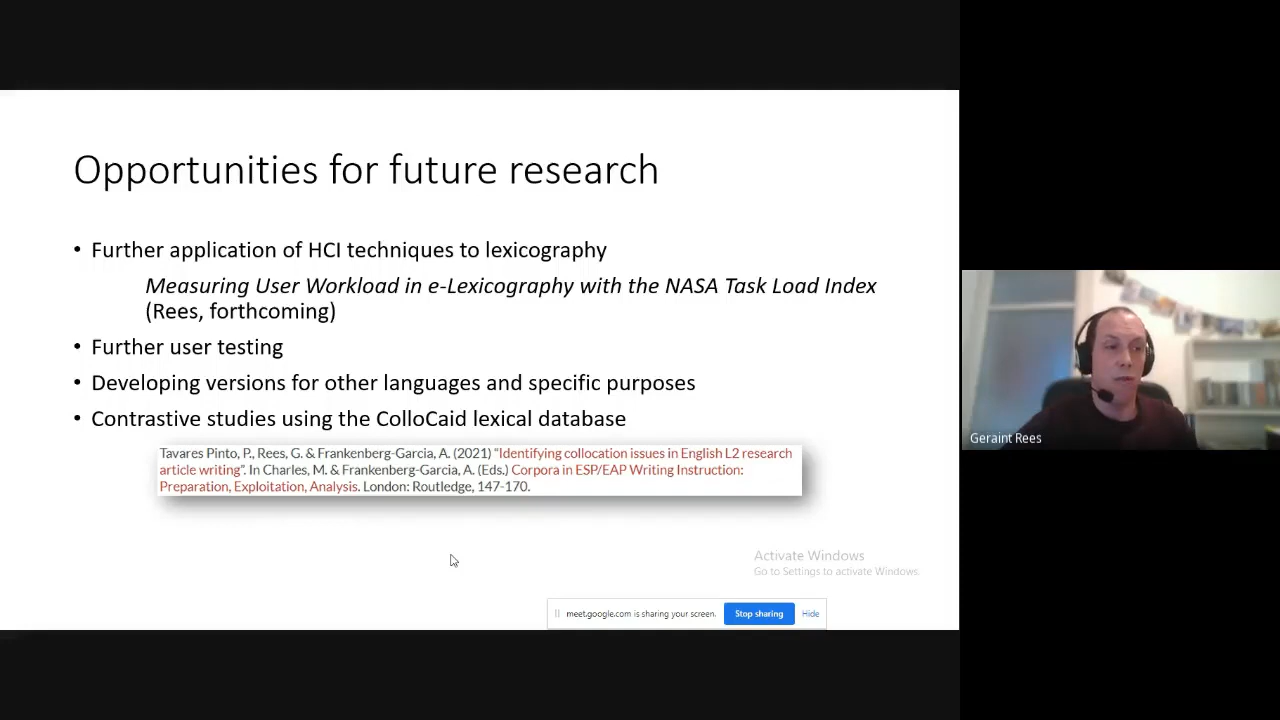 Opportunities for future research
• Further application of HCI techniques to lexicography
Measuring User Workload in e-Lexicography with the NASA Task Load Index
(Rees, forthcoming)
• Further user testing
• Developing versions for other languages and specific purposes
• Contrastive studies using the ColloCaid lexical database
Tavares Pinto, P., Rees, G. & Frankenberg-Garcia, A. (2021) “Identifying collocation issues in English L2 research
article writing”. In Charles, M. & Frankenberg-Garcia, A. (Eds.) Corpora in ESP/EAP Writing Instruction:
Preparation, Exploitation, Analysis. London: Routledge, 147-170.
Activate Windows
Go to Settings to activate Windows.
meet.google.com is sharing your screen. Stop sharing Hide
Geraint Rees